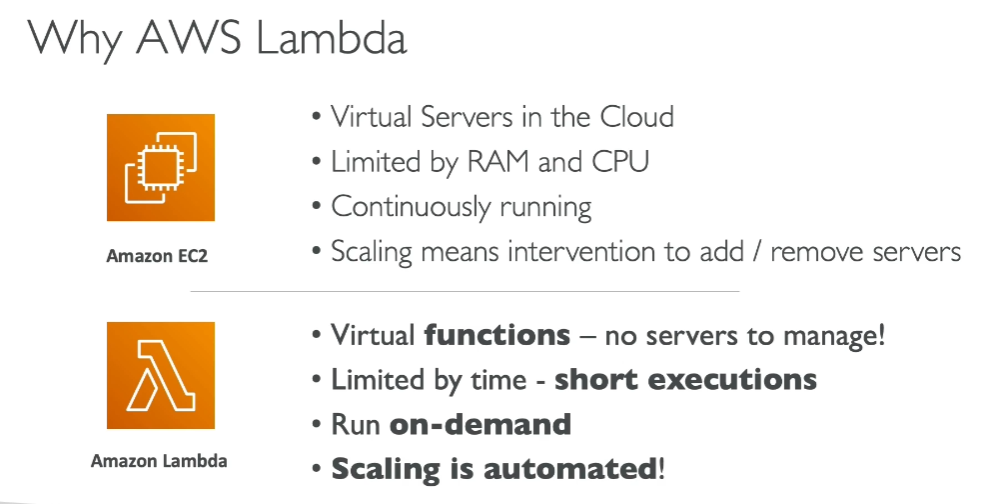 Why AWS Lambda
• Virtual Servers in the Cloud
• Limited by RAM and CPU
• Continuously running
• Scaling means intervention to add / remove servers
Amazon EC2
• Virtual functions – no servers to manage!
• Limited by time - short executions
• Run on-demand
• Scaling is automated!
Amazon Lambda